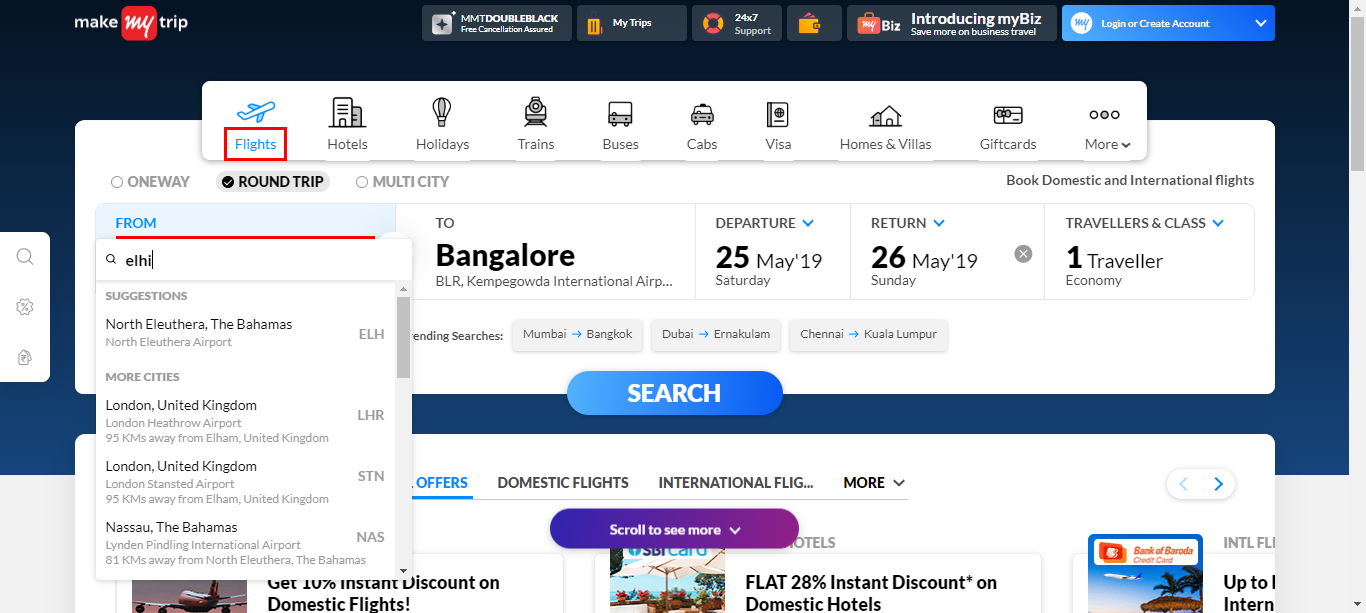 make my trip
MMTDOUBLEBLACK
Free Cancellation Assured
My Trips
24x7
Support
my Biz
Introducing myBiz
Save more on business travel
my
Login or Create Account
Flights
Hotels
Holidays
Trains
Buses
Cabs
Visa
Homes & Villas
Giftcards
More
ONEWAY
ROUND TRIP
MULTI CITY
Book Domestic and International flights
FROM
elhi
SUGGESTIONS
North Eleuthera, The Bahamas
North Eleuthera Airport
ELH
MORE CITIES
London, United Kingdom
London Heathrow Airport
95 KMs away from Elham, United Kingdom
LHR
London, United Kingdom
London Stansted Airport
95 KMs away from Elham, United Kingdom
STN
Nassau, The Bahamas
Lynden Pindling International Airport
81 KMs away from North Eleuthera, The Bahamas
NAS
TO
Bangalore
BLR, Kempegowda International Airp...
DEPARTURE
25 May'19
Saturday
RETURN
26 May'19
Sunday
TRAVELLERS & CLASS
1 Traveller
Economy
ending Searches:
Mumbai → Bangkok
Dubai → Ernakulam
Chennai → Kuala Lumpur
SEARCH
OFFERS
DOMESTIC FLIGHTS
INTERNATIONAL FLIG...
MORE
Scroll to see more
OTELS
INTL FLI
SBI card
Bank of Baroda
Credit Card
Get 10% Instant Discount on
Domestic Flights!
FLAT 28% Instant Discount* on
Domestic Hotels
Up to
Intern